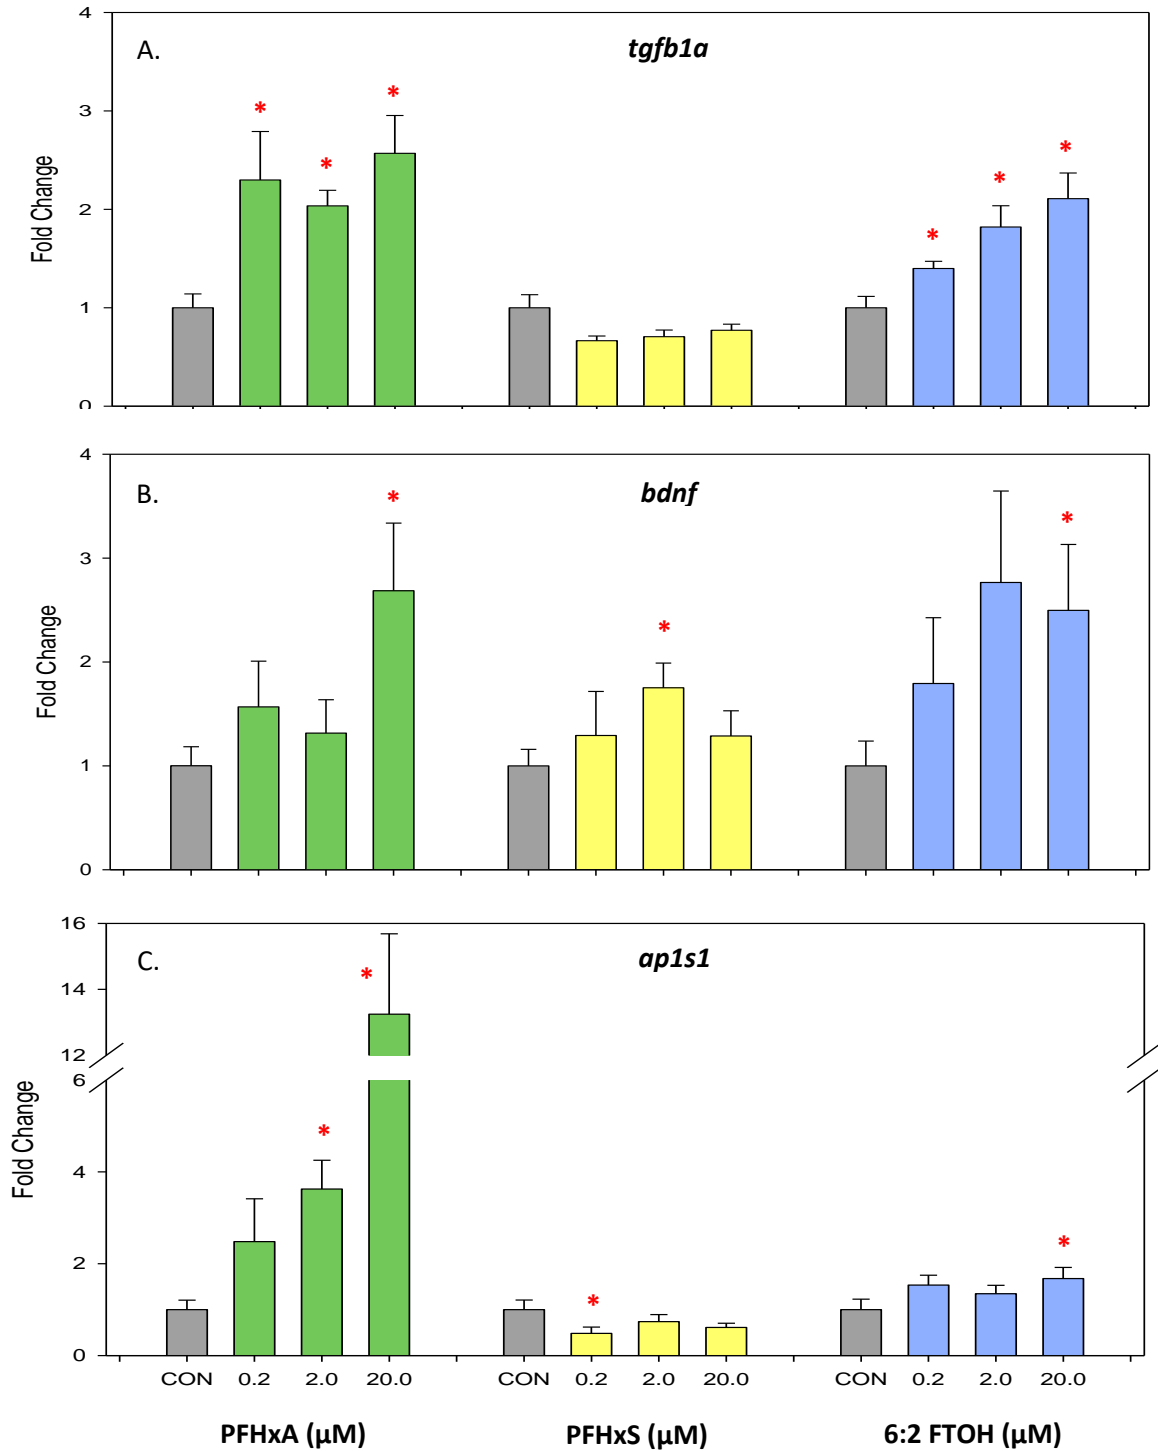 4
A. tgfb1a
* * *
3
* * *
2
Fold Change
1
0
4
B. bdnf
* * *
3
2
Fold Change
1
0
16
C. ap1s1
*
14
12
6
*
4
Fold Change
2
* *
0
CON 0.2 2.0 20.0 CON 0.2 2.0 20.0 CON 0.2 2.0 20.0
PFHxA (μM) PFHxS (μM) 6:2 FTOH (μM)